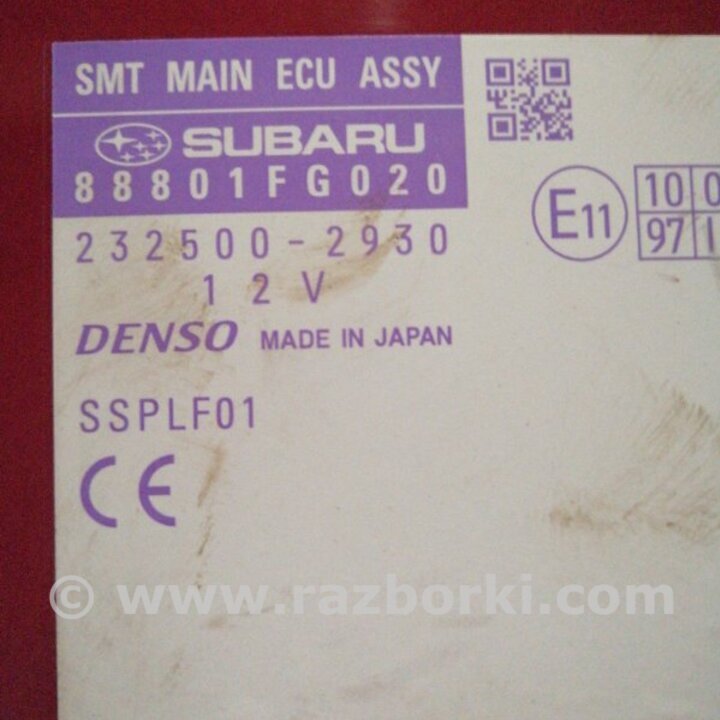 SMT MAIN ECU ASSY
SUBARU
88801FG020
232500-2930
12V
DENSO MADE IN JAPAN
SSPLF01
CE
E11
10 0
97
© www.razborki.com